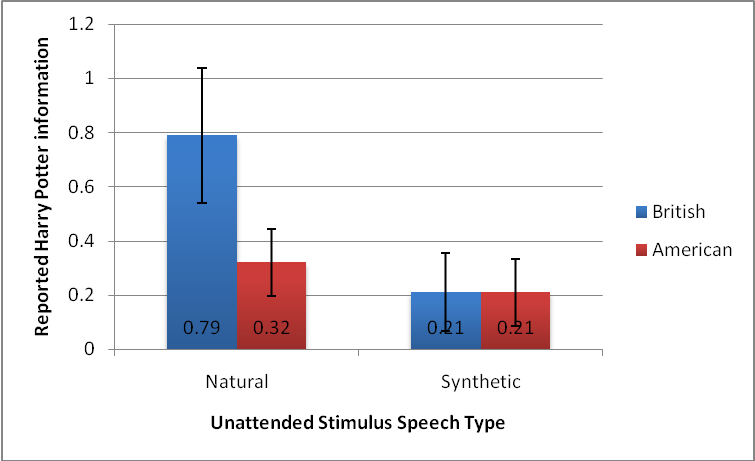 1.2
1
0.8
0.6
0.4
0.2
0
Reported Harry Potter information
0.79
0.32
0.21
0.21
Natural
Synthetic
Unattended Stimulus Speech Type
British
American